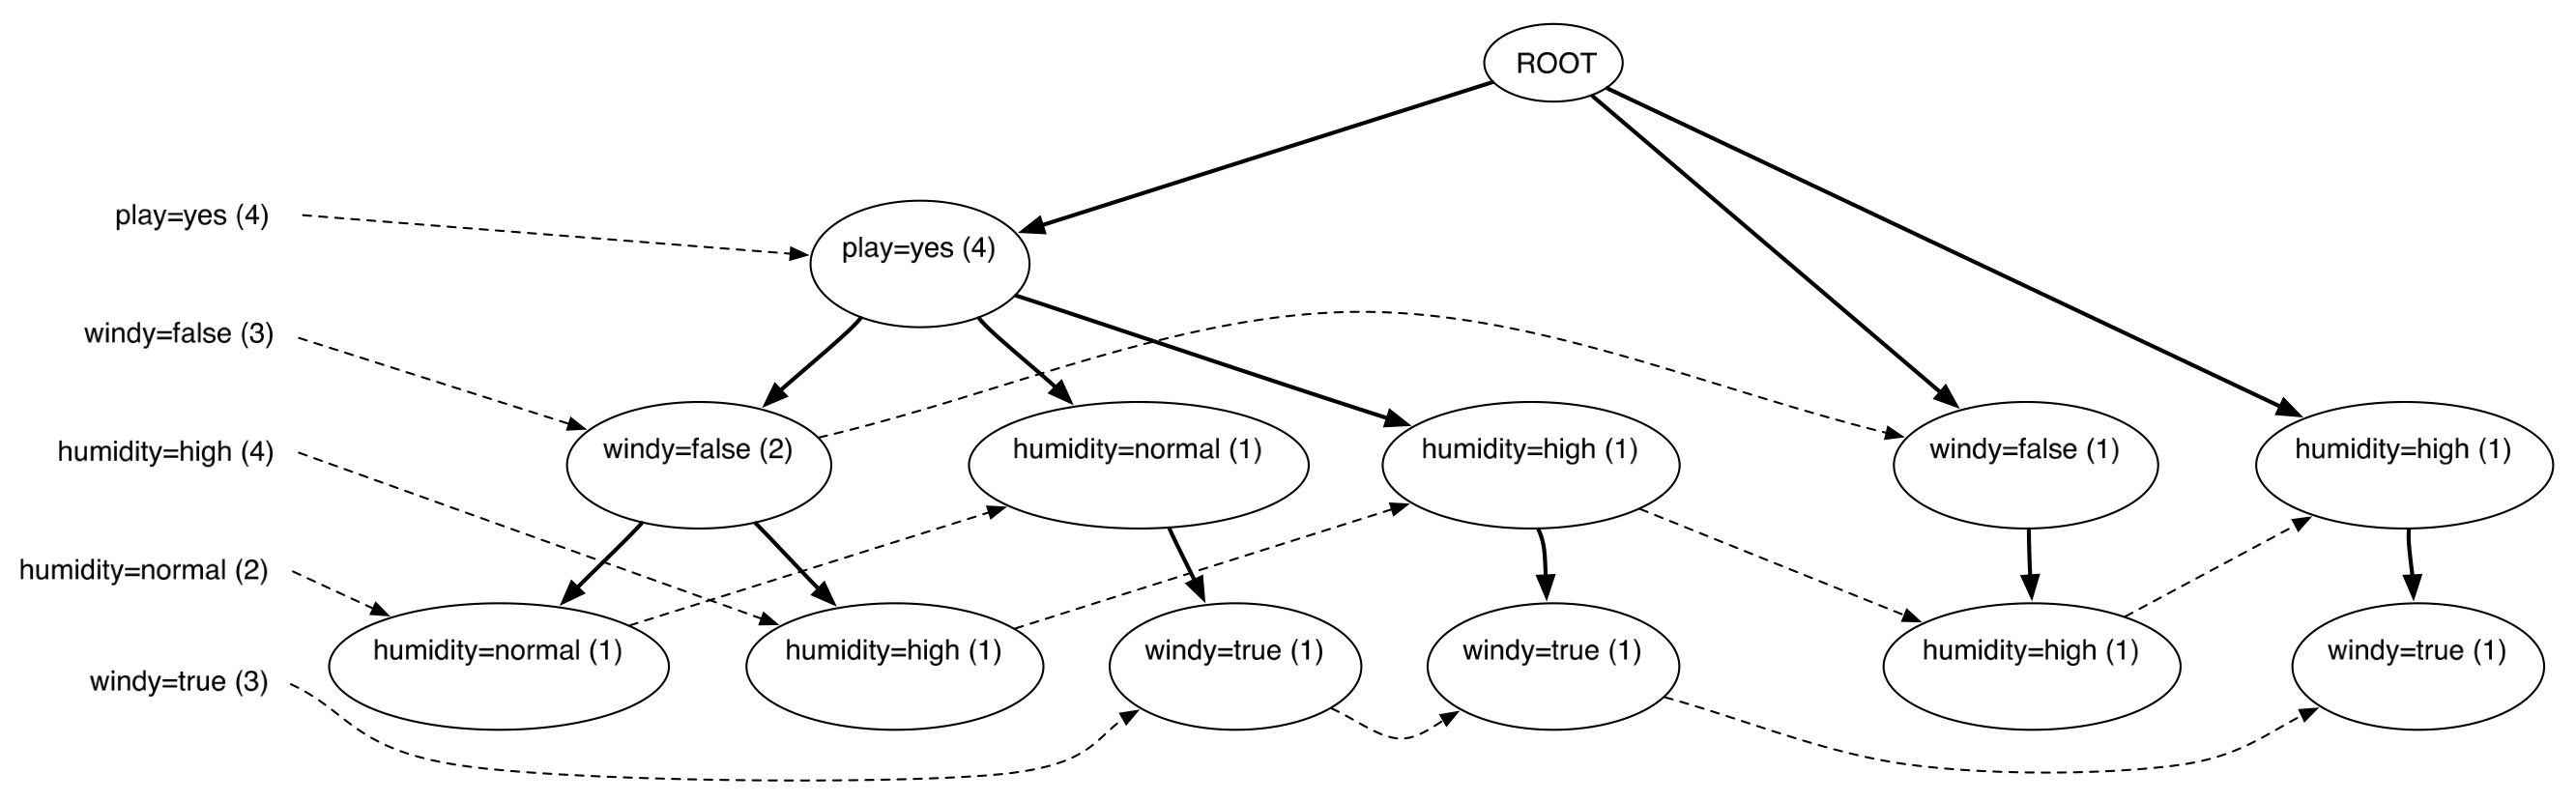 ROOT
play=yes (4)
play=yes (4)
windy=false (3)
humidity=high (4)
windy=false (2)
humidity=normal (1)
humidity=high (1)
windy=false (1)
humidity=high (1)
humidity=normal (2)
humidity=normal (1)
humidity=high (1)
windy=true (1)
windy=true (1)
humidity=high (1)
windy=true (1)
windy=true (3)